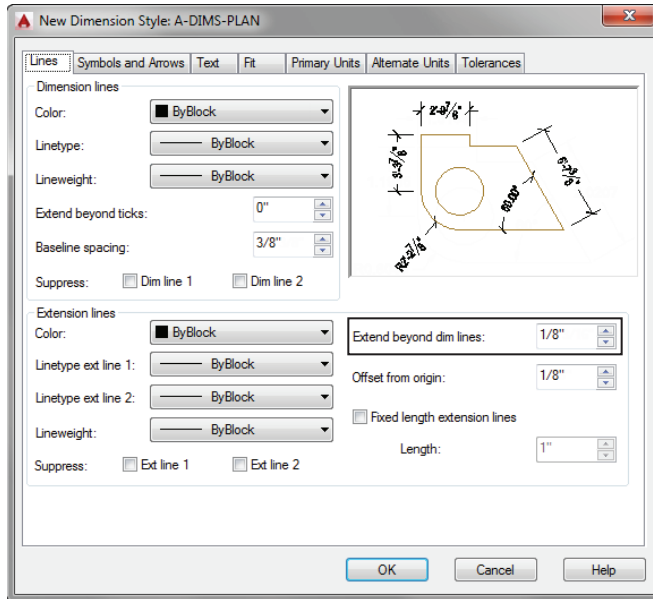 New Dimension Style: A-DIMS-PLAN
Lines Symbols and Arrows Text Fit Primary Units Alternate Units Tolerances
Dimension lines
Color: ByBlock
Linetype: ByBlock
Lineweight: ByBlock
Extend beyond ticks: 0"
Baseline spacing: 3/8"
Suppress: Dim line 1 Dim line 2
Extension lines
Color: ByBlock
Linetype ext line 1: ByBlock
Linetype ext line 2: ByBlock
Lineweight: ByBlock
Suppress: Ext line 1 Ext line 2
Extend beyond dim lines: 1/8"
Offset from origin: 1/8"
Fixed length extension lines
Length: 1"
OK Cancel Help